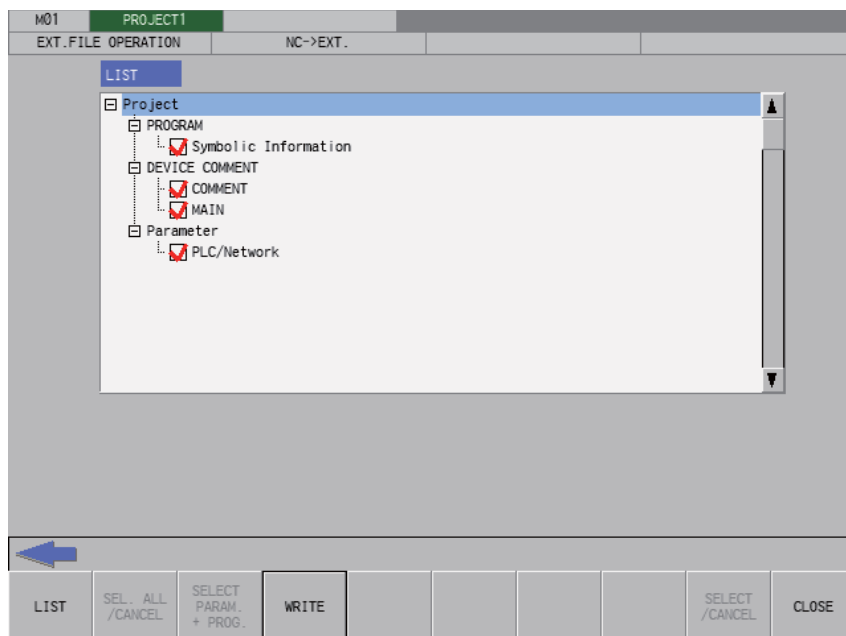 M01 PROJECT1
EXT.FILE OPERATION NC->EXT.
LIST
Project
PROGRAM
Symbolic Information
DEVICE COMMENT
COMMENT
MAIN
Parameter
PLC/Network
LIST SEL. ALL /CANCEL SELECT PARAM. + PROG. WRITE SELECT /CANCEL CLOSE